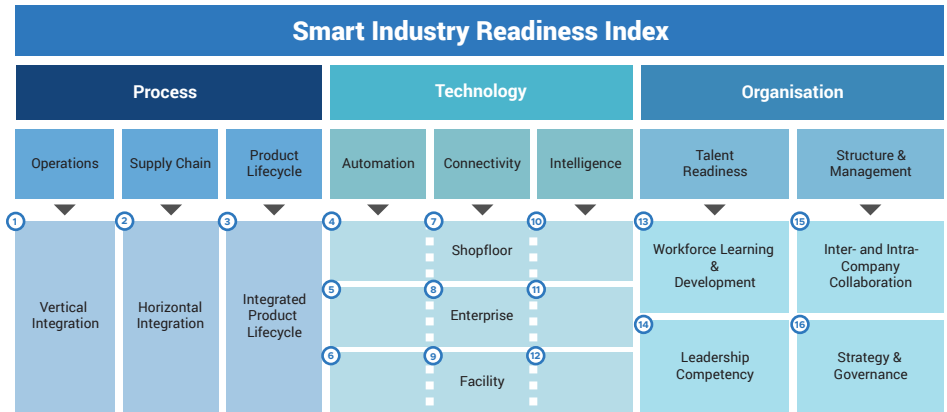 Smart Industry Readiness Index
Process
Technology
Organisation
Operations
Supply Chain
Product
Lifecycle
Automation
Connectivity
Intelligence
Talent
Readiness
Structure &
Management
1
2
3
4
7
10
13
15
Vertical
Integration
Horizontal
Integration
Integrated
Product
Lifecycle
Shopfloor
5
8
11
Enterprise
6
9
12
Facility
Workforce Learning
&
Development
Inter- and Intra-
Company
Collaboration
14
16
Leadership
Competency
Strategy &
Governance